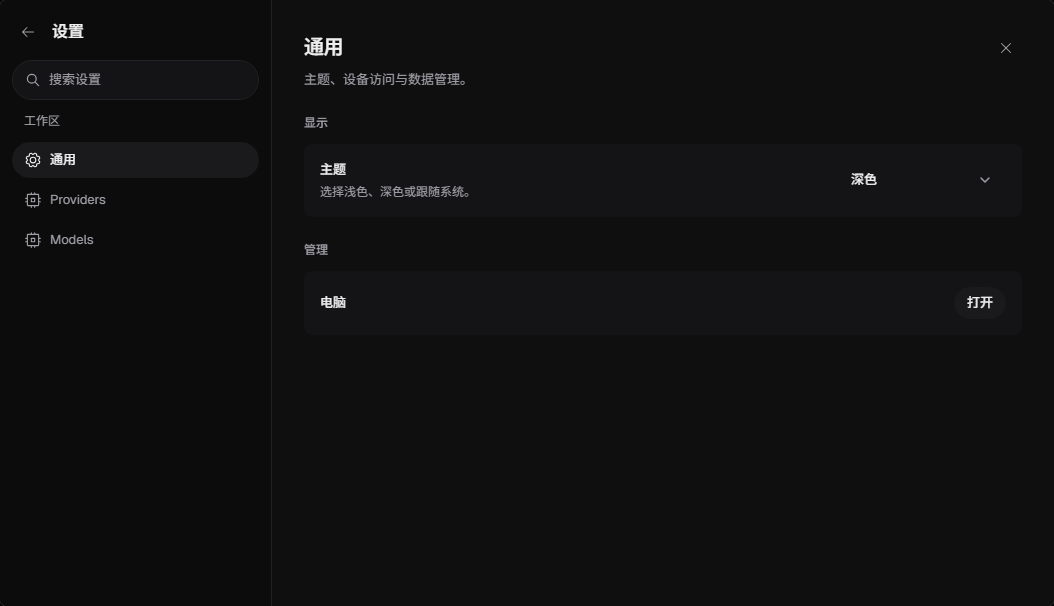 设置
搜索设置
工作区
通用
Providers
Models
通用
主题、设备访问与数据管理。
显示
主题
选择浅色、深色或跟随系统。
深色
管理
电脑
打开